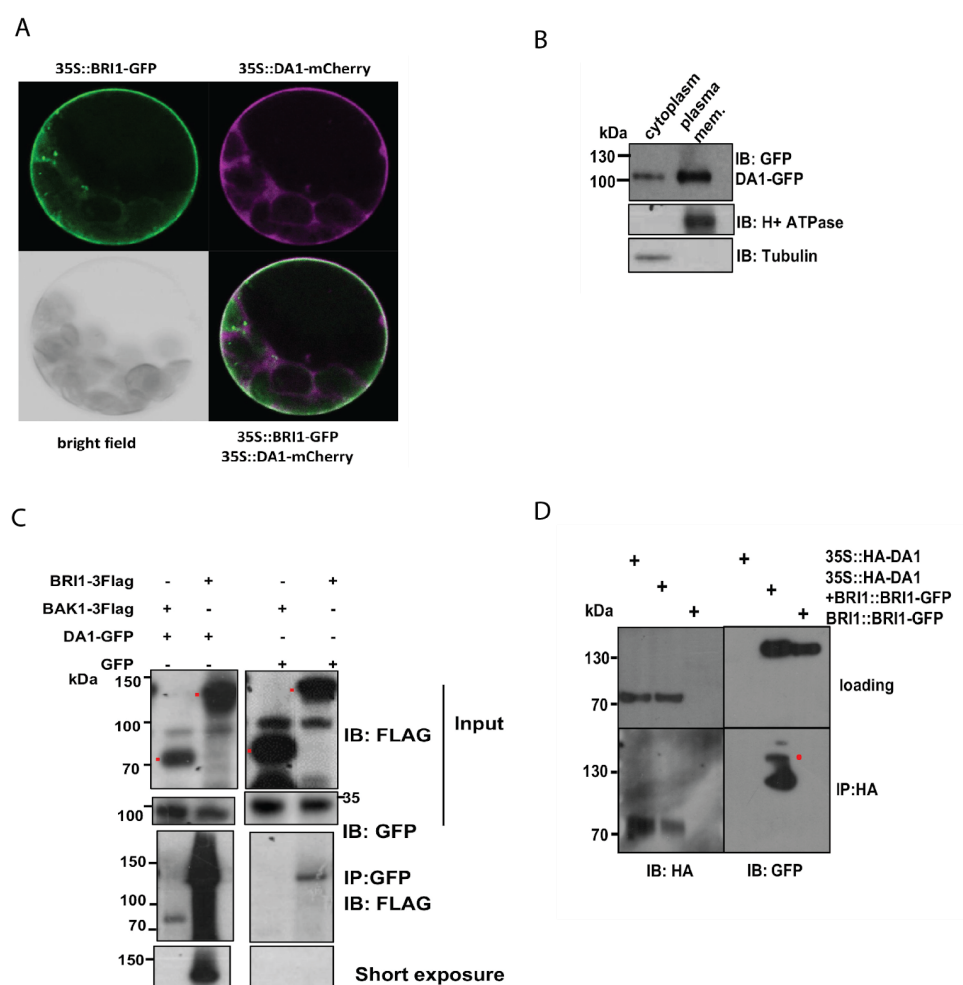 A
35S::BRI1-GFP 35S::DA1-mCherry
bright field
35S::BRI1-GFP
35S::DA1-mCherry
B
cytoplasm
plasma
mem.
kDa
130
100
IB: GFP
DA1-GFP
IB: H+ ATPase
IB: Tubulin
C
BRI1-3Flag - + - +
BAK1-3Flag + - + -
DA1-GFP + + - -
GFP - - + +
kDa
150
100
70
IB: FLAG
Input
100
35
IB: GFP
150
100
70
IP:GFP
IB: FLAG
150
Short exposure
D
+ + 35S::HA-DA1
+ + 35S::HA-DA1
+BRI1::BRI1-GFP
+ + BRI1::BRI1-GFP
kDa
130
70
loading
130
70
IP:HA
IB: HA IB: GFP